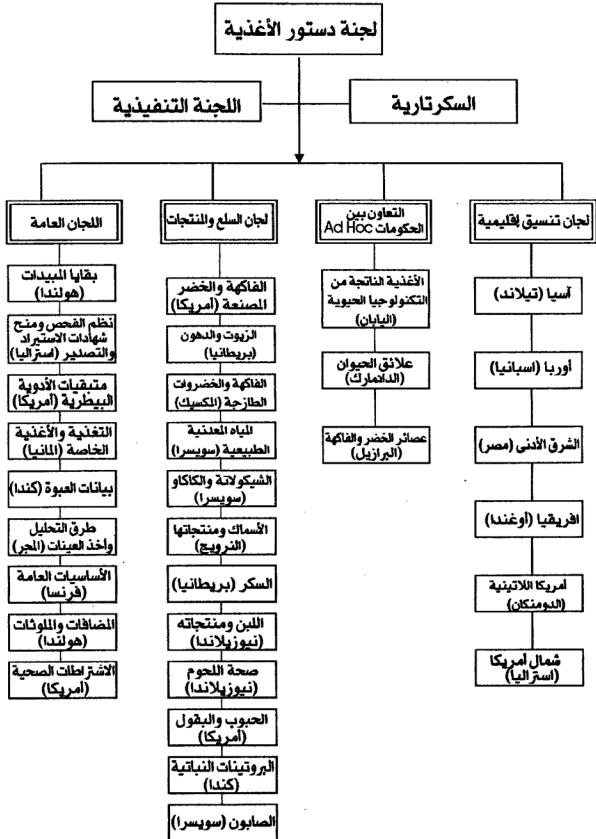 لجنة دستور الأغذية
السكرتارية
اللجنة التنفيذية
لجان تنسيق إقليمية
آسيا (تيلاند)
أوربا (اسبانيا)
الشرق الأدنى (مصر)
افريقيا (أوغندا)
أمريكا اللاتينية
(الدومنكان)
شمال أمريكا
(استراليا)
التعاون بين
الحكومات Ad Hoc
الأغذية الناتجة من
التكنولوجيا الحيوية
(اليابان)
علائق الحيوان
(الدانمارك)
عصائر الخضر والفاكهة
(البرازيل)
لجان السلع والمنتجات
الفاكهة والخضر
المصنعة (أمريكا)
الزيوت والدهون
(بريطانيا)
الفاكهة والخضروات
الطازجة (المكسيك)
المياه المعدنية
الطبيعية (سويسرا)
الشيكولاتة والكاكاو
(سويسرا)
الأسماك ومنتجاتها
(النرويج)
السكر (بريطانيا)
اللبن ومنتجاته
(نيوزيلاندا)
صحة اللحوم
(نيوزيلاندا)
الحبوب والبقول
(أمريكا)
البروتينات النباتية
(كندا)
الصابون (سويسرا)
اللجان العامة
بقايا المبيدات
(هولندا)
نظم الفحص ومنح
شهادات الاستيراد
والتصدير (استراليا)
متبقيات الأدوية
البيطرية (أمريكا)
التغذية والأغذية
الخاصة (المانيا)
بيانات العبوة (كندا)
طرق التحليل
وأخذ العينات (المجر)
الأساسيات العامة
(فرنسا)
المضافات والملوثات
(هولندا)
الاشتراطات الصحية
(أمريكا)